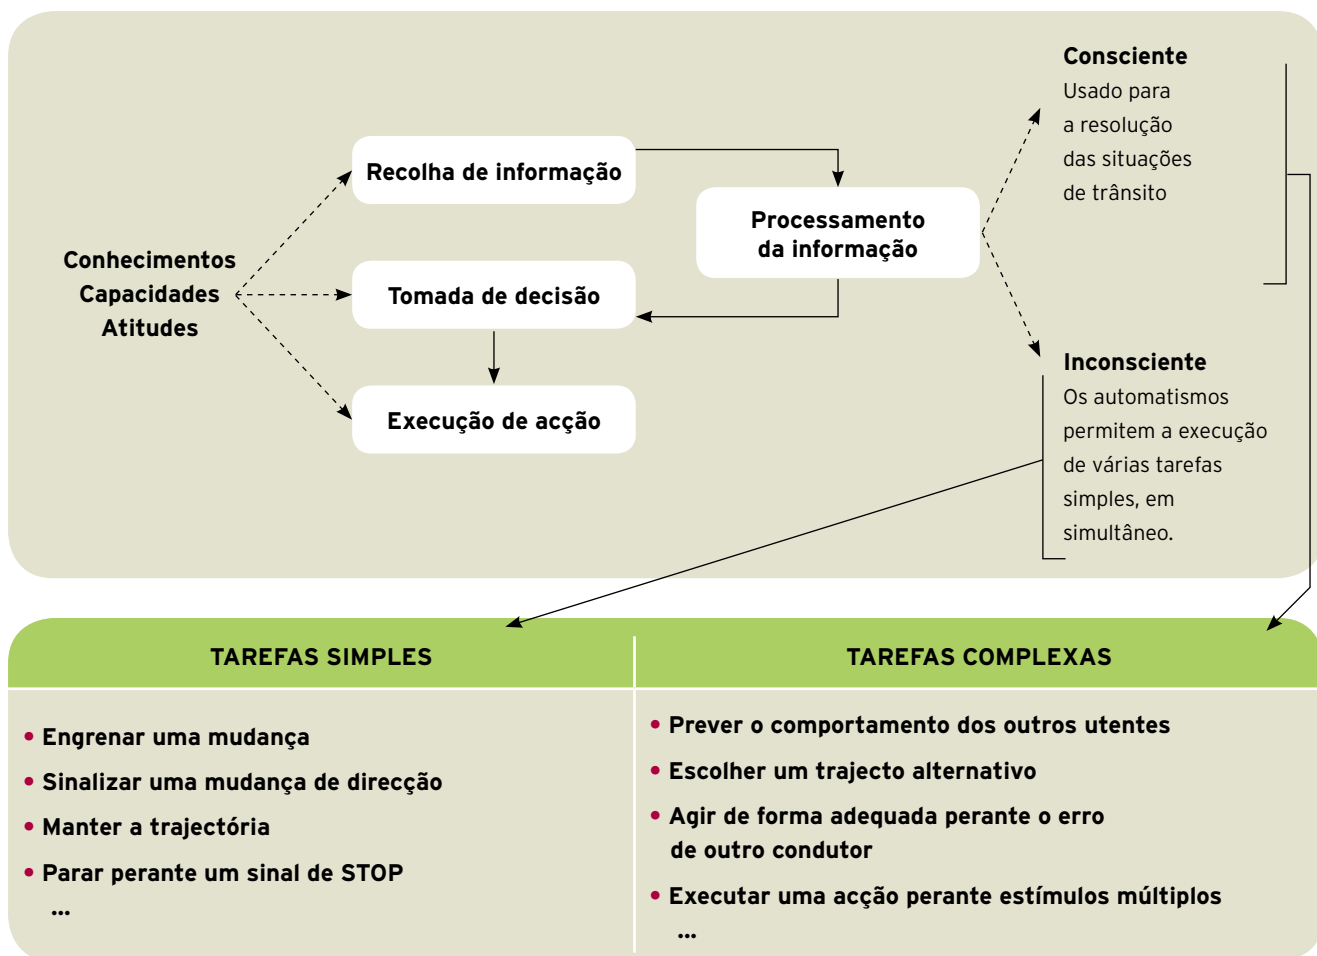 Consciente
Usado para
a resolução
das situações
de trânsito
Recolha de informação
Processamento
da informação
Conhecimentos
Capacidades
Atitudes
Tomada de decisão
Execução de acção
Inconsciente
Os automatismos
permitem a execução
de várias tarefas
simples, em
simultâneo.
TAREFAS SIMPLES
• Engrenar uma mudança
• Sinalizar uma mudança de direcção
• Manter a trajectória
• Parar perante um sinal de STOP
...
TAREFAS COMPLEXAS
• Prever o comportamento dos outros utentes
• Escolher um trajecto alternativo
• Agir de forma adequada perante o erro
de outro condutor
• Executar uma acção perante estímulos múltiplos
...